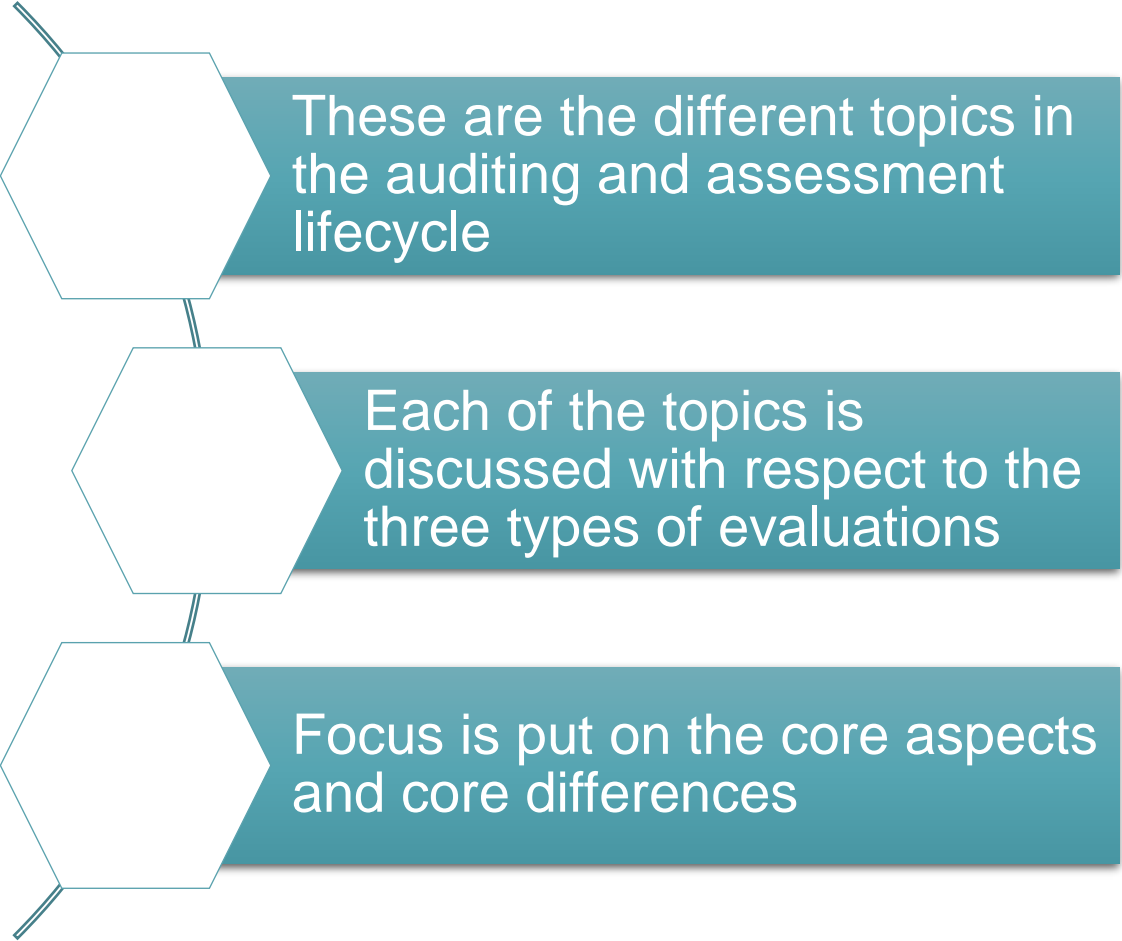 These are the different topics in
the auditing and assessment
lifecycle
Each of the topics is
discussed with respect to the
three types of evaluations
Focus is put on the core aspects
and core differences